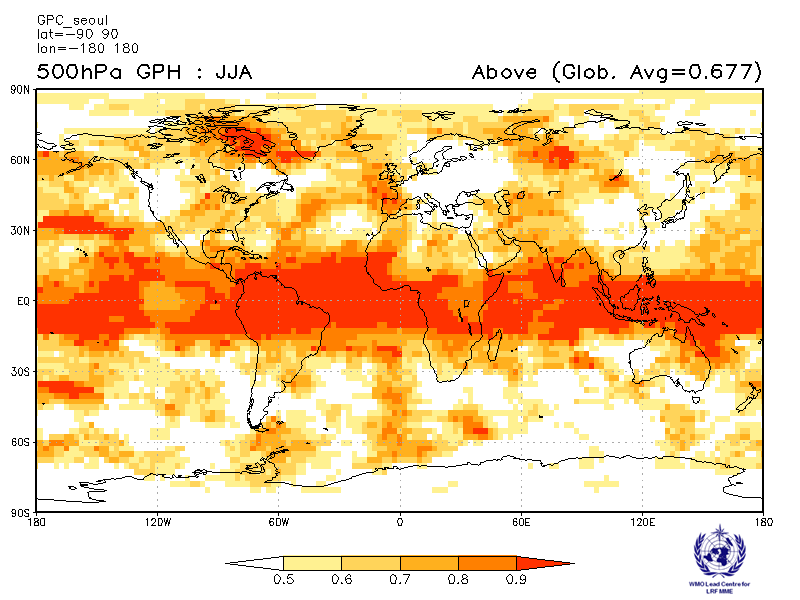 GPC_seoul
lat=-90 90
lon=-180 180
500hPa GPH : JJA Above (Glob. Avg=0.677)
90N
60N
30N
EQ
30S
60S
90S
180 120W 60W 0 60E 120E 180
0.5 0.6 0.7 0.8 0.9
WMO Lead Centre for
LRF MME